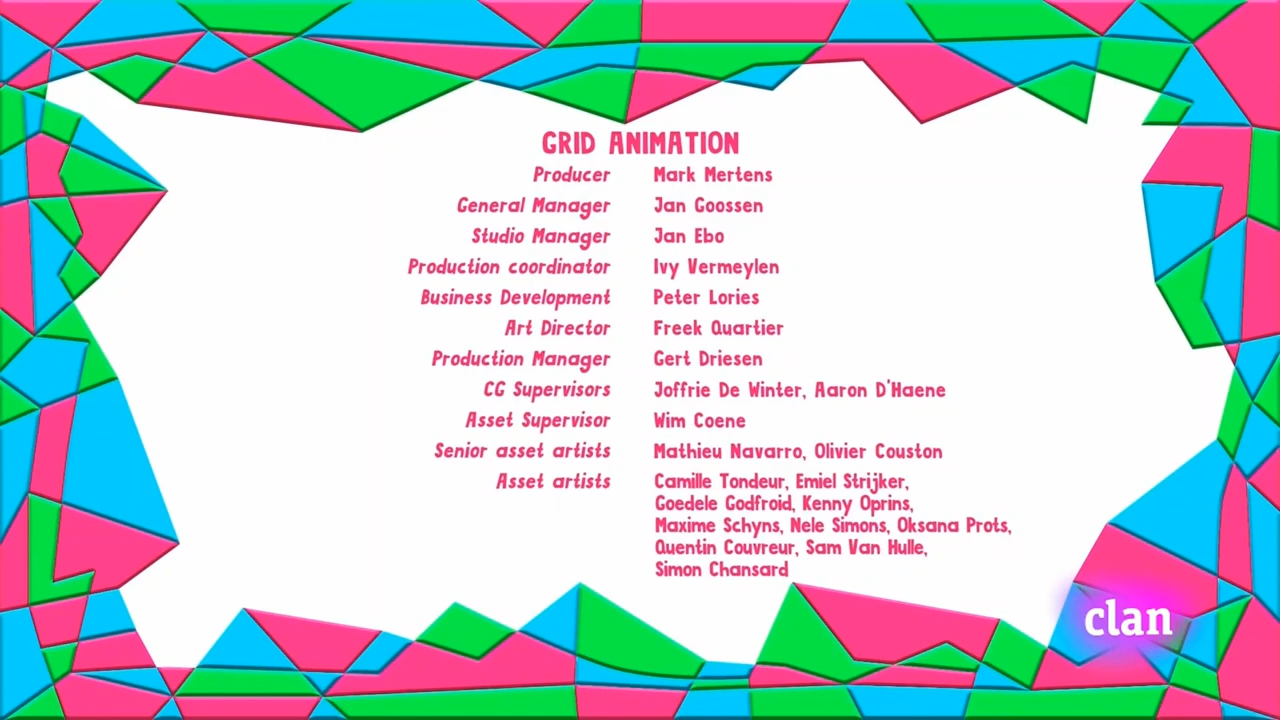 GRID ANIMATION
Producer Mark Mertens
General Manager Jan Goossen
Studio Manager Jan Ebo
Production coordinator Ivy Vermeylen
Business Development Peter Lories
Art Director Freek Quartier
Production Manager Gert Driesen
CG Supervisors Joffrie De Winter, Aaron D'Haene
Asset Supervisor Wim Coene
Senior asset artists Mathieu Navarro, Olivier Couston
Asset artists Camille Tondeur, Emiel Strijker,
Goedele Godfroid, Kenny Oprins,
Maxime Schyns, Nele Simons, Oksana Prots,
Quentin Couvreur, Sam Van Hulle,
Simon Chansard
clan